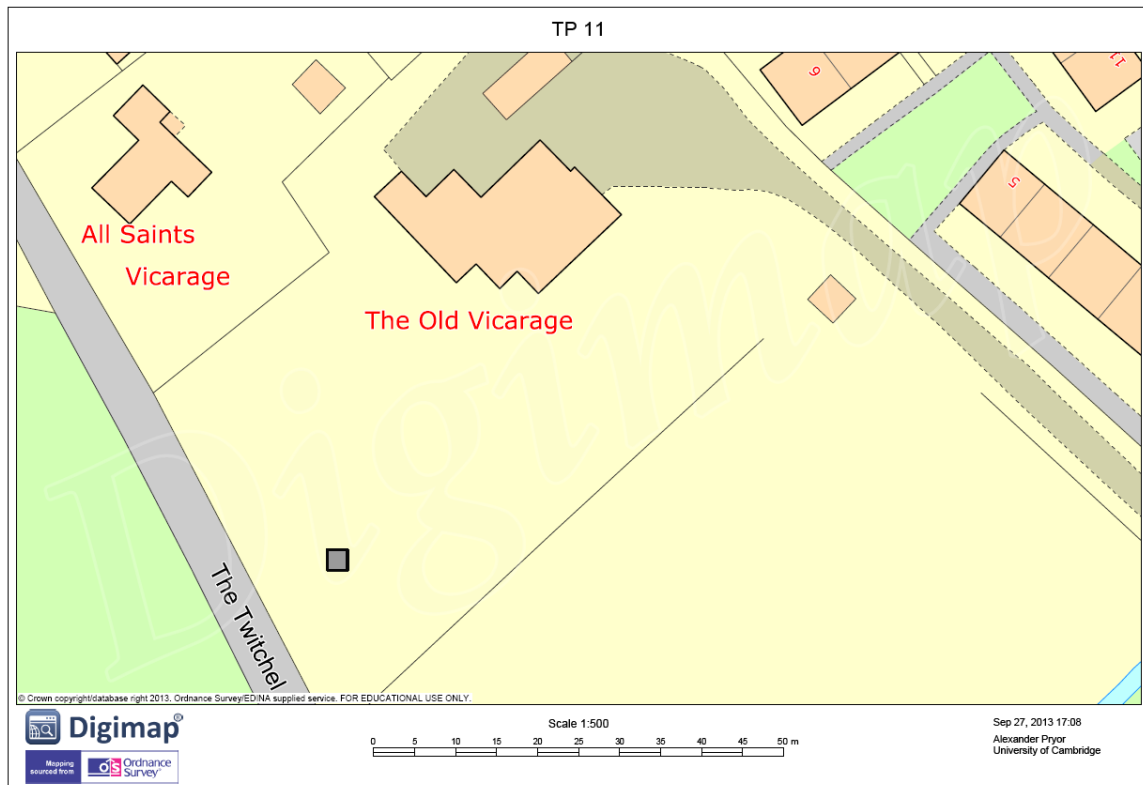 TP 11
6
11
5
All Saints
Vicarage
The Old Vicarage
The Twitchel
Digimap
© Crown copyright/database right 2013. Ordnance Survey/EDINA supplied service. FOR EDUCATIONAL USE ONLY.
Digimap®
Mapping
sourced from
OS Ordnance
Survey®
Scale 1:500
0 5 10 15 20 25 30 35 40 45 50 m
Sep 27, 2013 17:08
Alexander Pryor
University of Cambridge